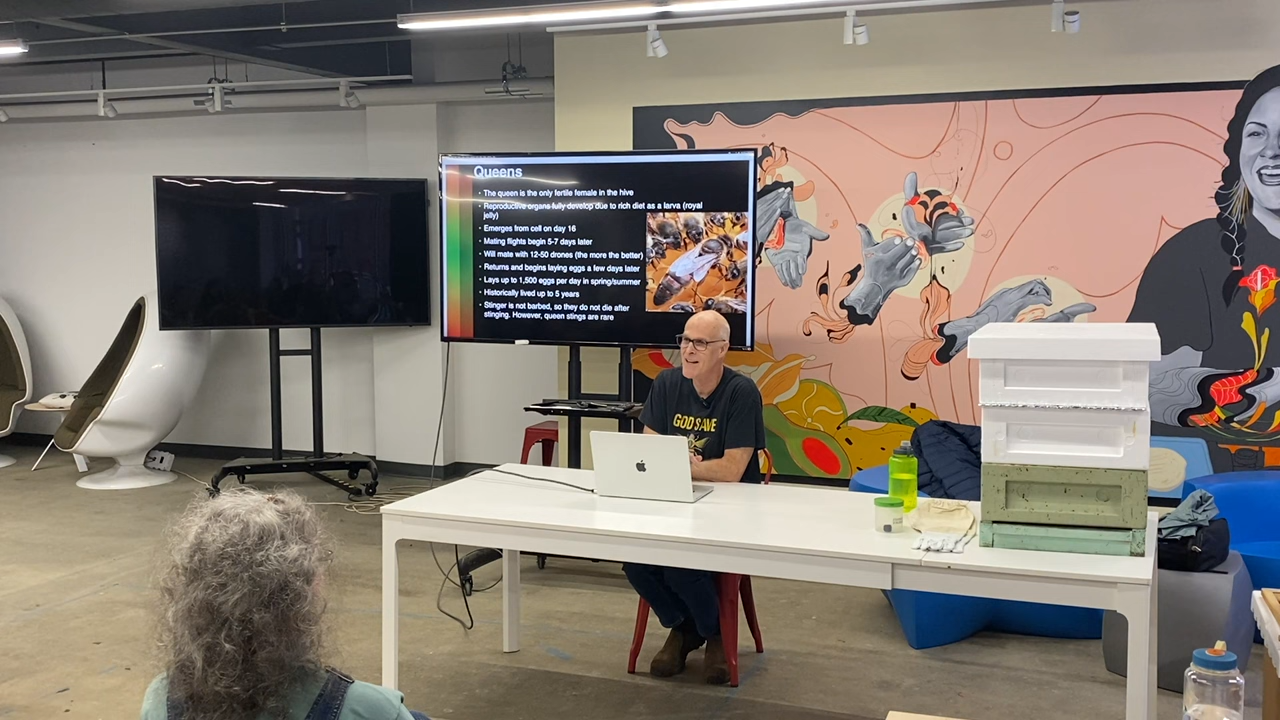 Queens
• The queen is the only fertile female in the hive
• Reproductive organs fully develop due to rich diet as a larva (royal
jelly)
• Emerges from cell on day 16
• Mating flights begin 5-7 days later
• Will mate with 12-50 drones (the more the better)
• Returns and begins laying eggs a few days later
• Lays up to 1,500 eggs per day in spring/summer
• Historically lived up to 5 years
• Stinger is not barbed, so they do not die after
stinging. However, queen stings are rare
GOD SAVE